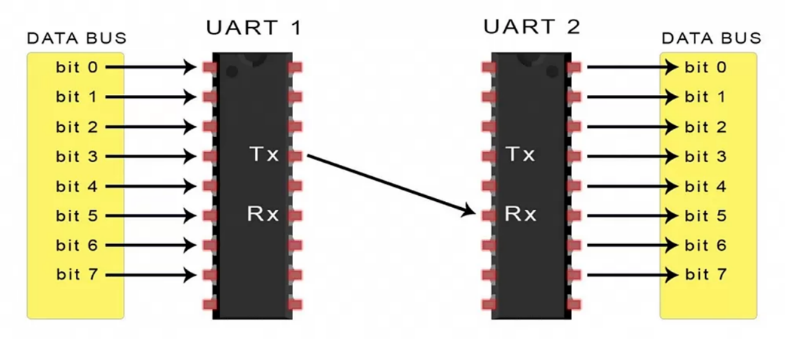 UART 1
UART 2
DATA BUS
DATA BUS
bit 0
bit 1
bit 2
bit 3
bit 4
bit 5
bit 6
bit 7
Tx
Rx
Tx
Rx
bit 0
bit 1
bit 2
bit 3
bit 4
bit 5
bit 6
bit 7